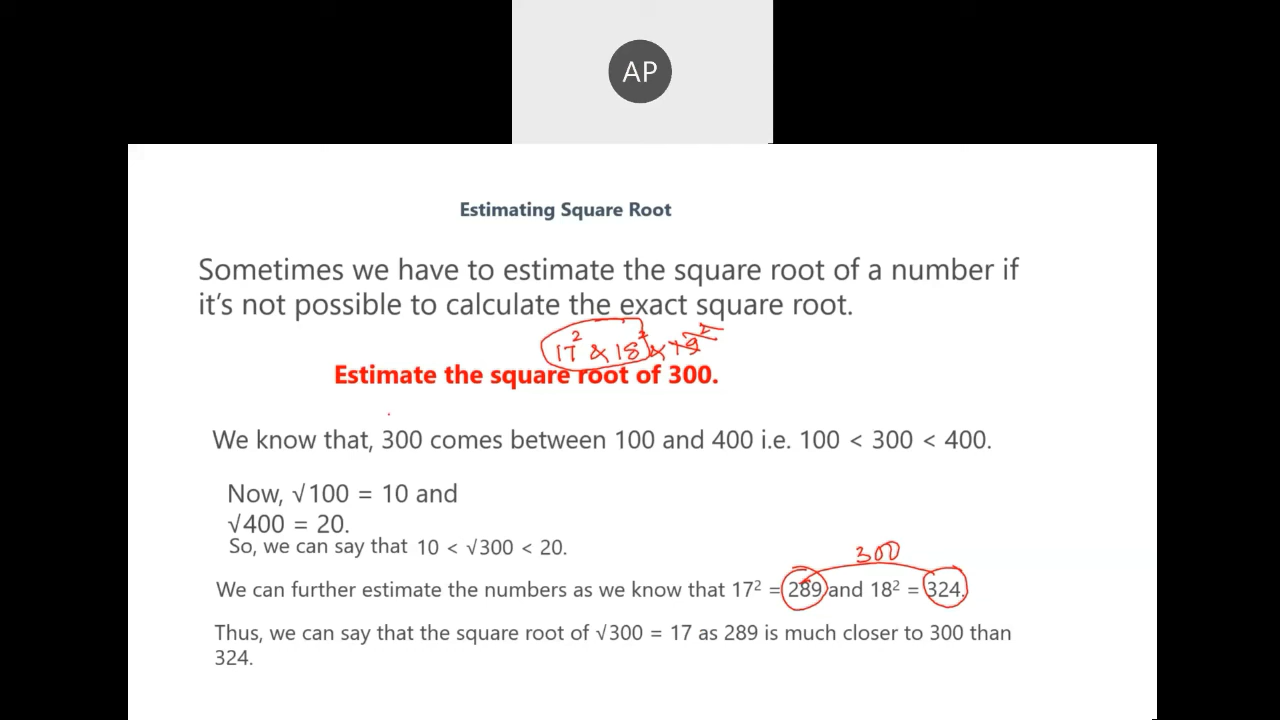 AP
Estimating Square Root
Sometimes we have to estimate the square root of a number if
it's not possible to calculate the exact square root.
17² & 18² & 19²
Estimate the square root of 300.
We know that, 300 comes between 100 and 400 i.e. 100 < 300 < 400.
Now, √100 = 10 and
√400 = 20.
So, we can say that 10 < √300 < 20.
300
We can further estimate the numbers as we know that 17² = 289 and 18² = 324.
Thus, we can say that the square root of √300 = 17 as 289 is much closer to 300 than
324.